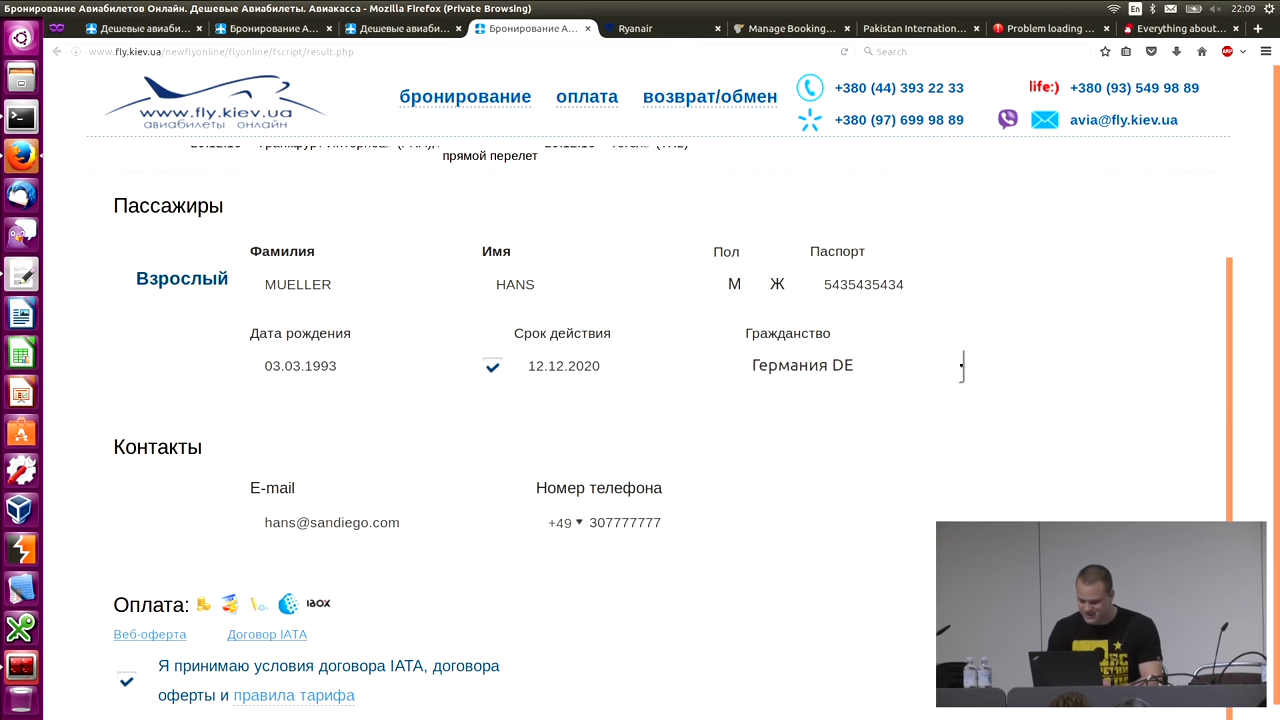 Бронирование Авиабилетов Онлайн. Дешевые Авиабилеты. Авиакасса - Mozilla Firefox (Private Browsing)
En 22:09
Дешевые авиаби... × Бронирование А... × Дешевые авиаби... × Бронирование А... × Ryanair × Manage Booking... × Pakistan Internation... × Problem loading ... × Everything about... ×
www.fly.kiev.ua/newflyonline/flyonline/fscript/result.php Search ABP
www.fly.kiev.ua
авиабилеты онлайн
бронирование оплата возврат/обмен
+380 (44) 393 22 33 life:) +380 (93) 549 98 89
+380 (97) 699 98 89 avia@fly.kiev.ua
прямой перелет
Пассажиры
Фамилия Имя Пол Паспорт
Взрослый MUELLER HANS М Ж 5435435434
Дата рождения Срок действия Гражданство
03.03.1993 12.12.2020 Германия DE
Контакты
E-mail Номер телефона
hans@sandiego.com +49 307777777
Оплата: IBOX
Веб-оферта Договор IATA
Я принимаю условия договора IATA, договора
оферты и правила тарифа